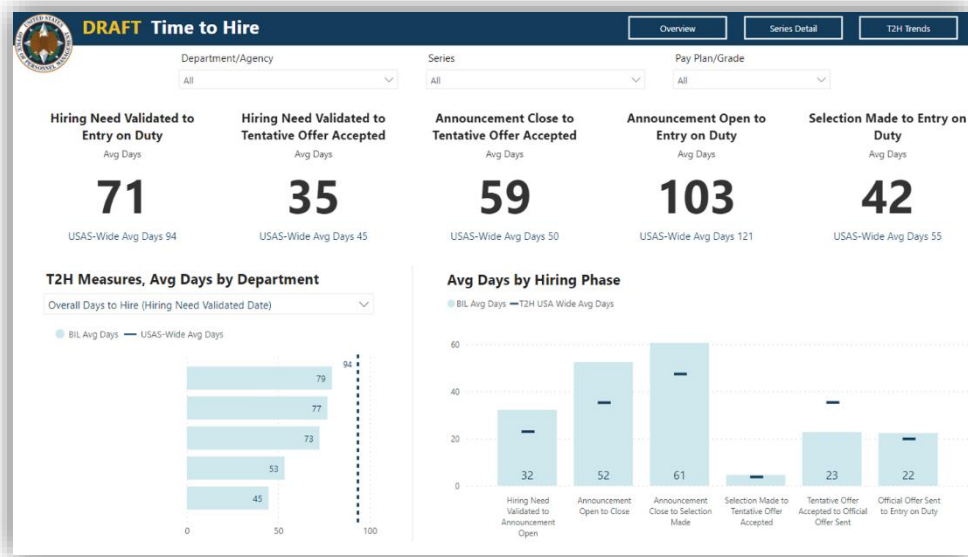 DRAFT Time to Hire
Overview
Series Detail
T2H Trends
Department/Agency
All
Series
All
Pay Plan/Grade
All
Hiring Need Validated to
Entry on Duty
Avg Days
71
USAS-Wide Avg Days 94
Hiring Need Validated to
Tentative Offer Accepted
Avg Days
35
USAS-Wide Avg Days 45
Announcement Close to
Tentative Offer Accepted
Avg Days
59
USAS-Wide Avg Days 50
Announcement Open to
Entry on Duty
Avg Days
103
USAS-Wide Avg Days 121
Selection Made to Entry on
Duty
Avg Days
42
USAS-Wide Avg Days 55
T2H Measures, Avg Days by Department
Overall Days to Hire (Hiring Need Validated Date)
BIL Avg Days USAS-Wide Avg Days
94
79
77
73
53
45
0 50 100
Avg Days by Hiring Phase
BIL Avg Days T2H USA Wide Avg Days
60
40
20
0
32 52 61 23 22
Hiring Need
Validated to
Announcement
Open
Announcement
Open to Close
Announcement
Close to Selection
Made
Selection Made to
Tentative Offer
Accepted
Tentative Offer
Accepted to Official
Offer Sent
Official Offer Sent
to Entry on Duty